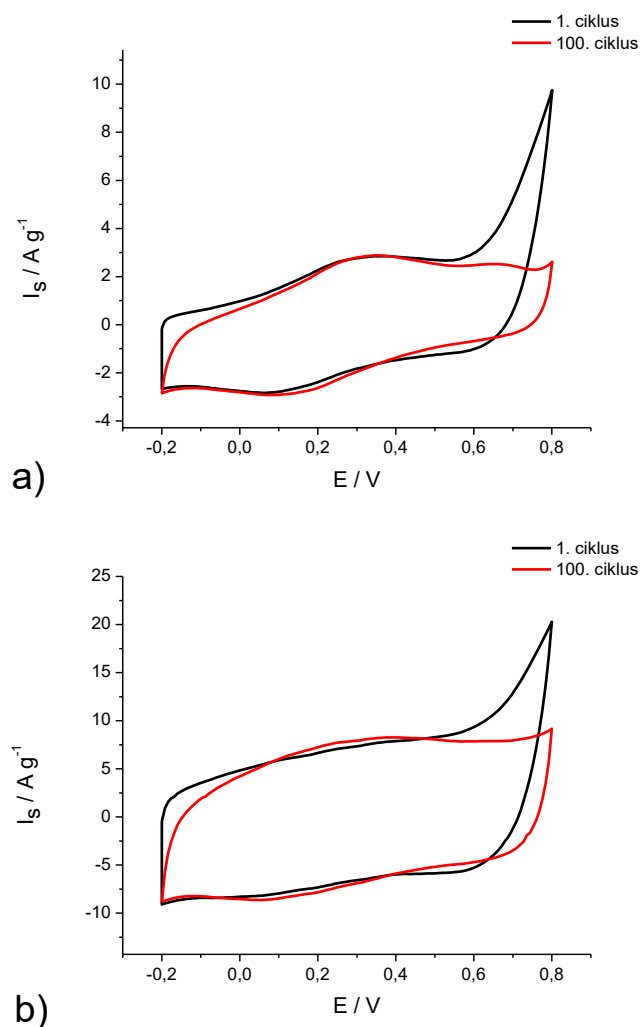 1. ciklus
100. ciklus
10
8
6
4
2
0
-2
-4
I_S / A g⁻¹
-0,2 0,0 0,2 0,4 0,6 0,8
E / V
a)
1. ciklus
100. ciklus
25
20
15
10
5
0
-5
-10
I_S / A g⁻¹
-0,2 0,0 0,2 0,4 0,6 0,8
E / V
b)